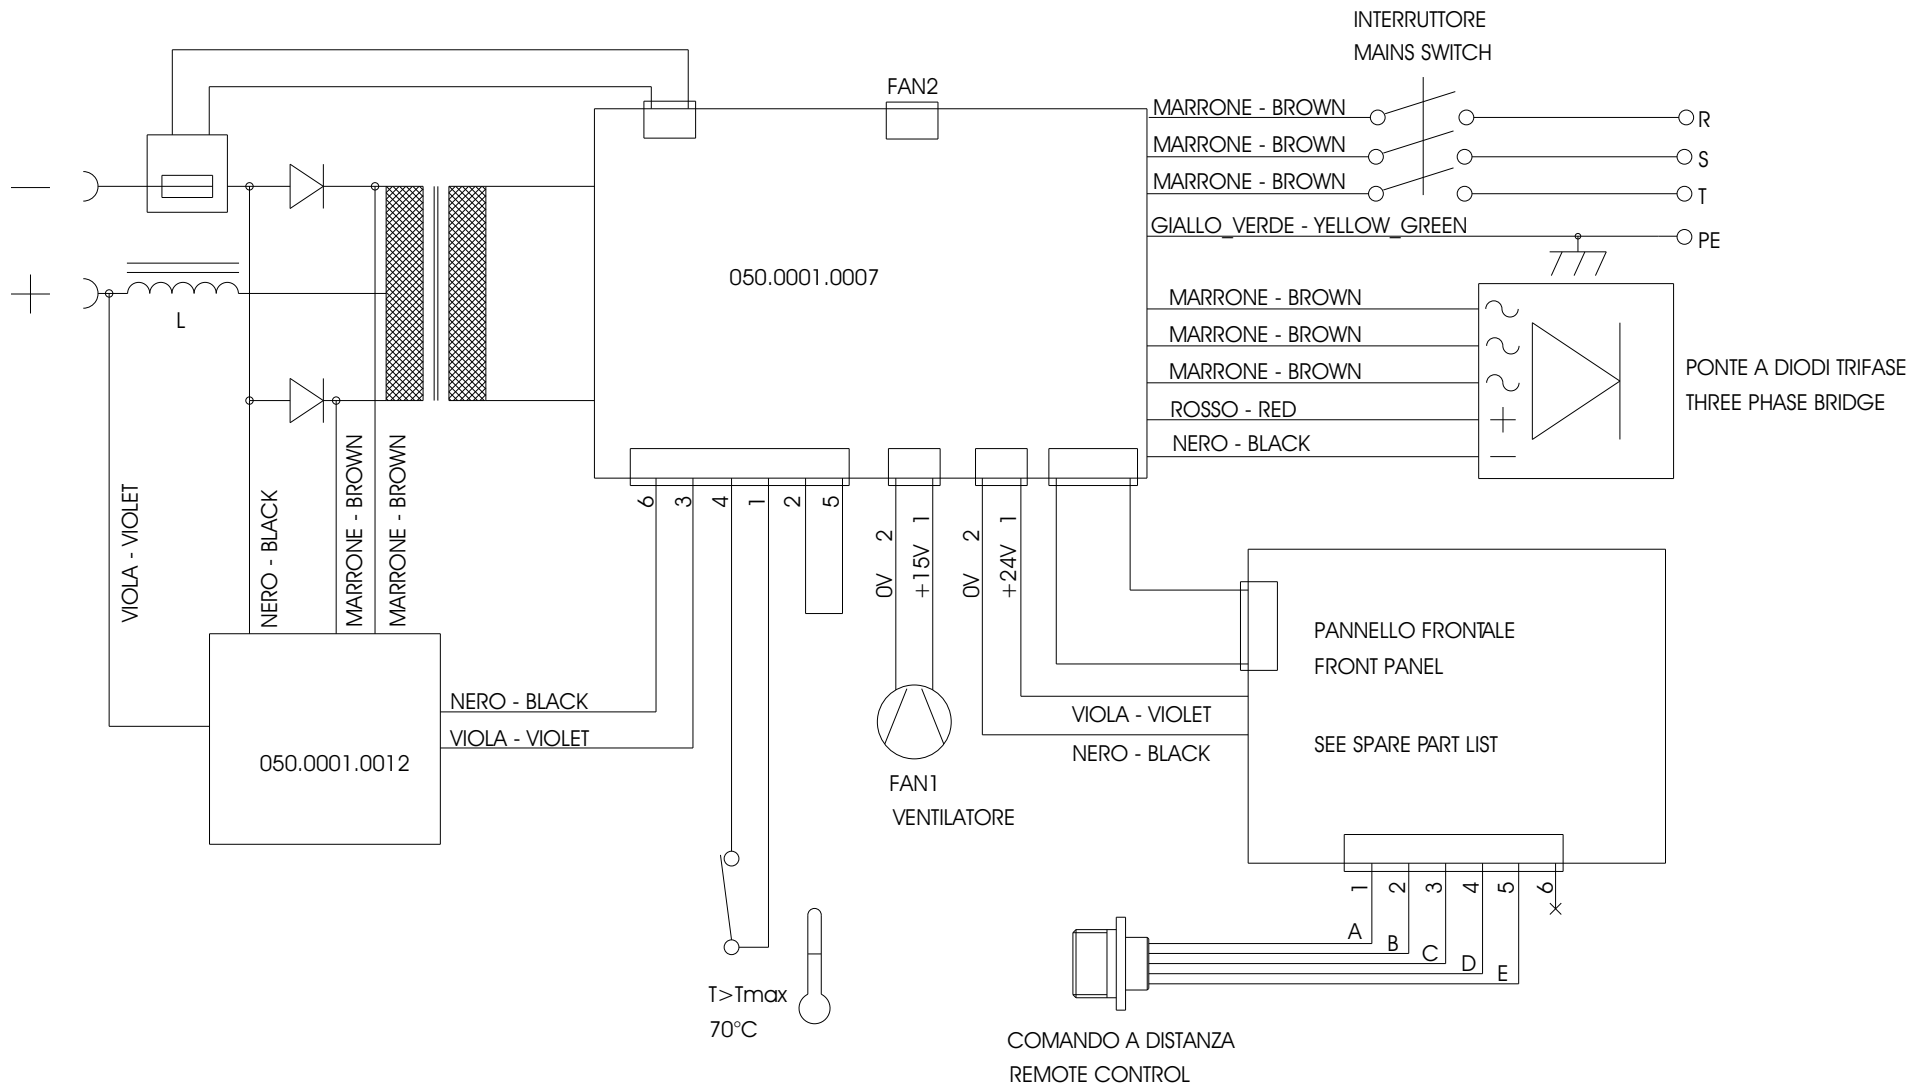 INTERRUTTORE
MAINS SWITCH
FAN2
MARRONE - BROWN
R
MARRONE - BROWN
S
MARRONE - BROWN
T
GIALLO_VERDE - YELLOW_GREEN
PE
050.0001.0007
L
MARRONE - BROWN
MARRONE - BROWN
MARRONE - BROWN
ROSSO - RED
NERO - BLACK
PONTE A DIODI TRIFASE
THREE PHASE BRIDGE
VIOLA - VIOLET
NERO - BLACK
MARRONE - BROWN
MARRONE - BROWN
6
3
4
1
2
5
0V 2
+15V 1
0V 2
+24V 1
PANNELLO FRONTALE
FRONT PANEL
SEE SPARE PART LIST
NERO - BLACK
VIOLA - VIOLET
050.0001.0012
VIOLA - VIOLET
NERO - BLACK
FAN1
VENTILATORE
1
2
3
4
5
6
A
B
C
D
E
T>Tmax
70°C
COMANDO A DISTANZA
REMOTE CONTROL